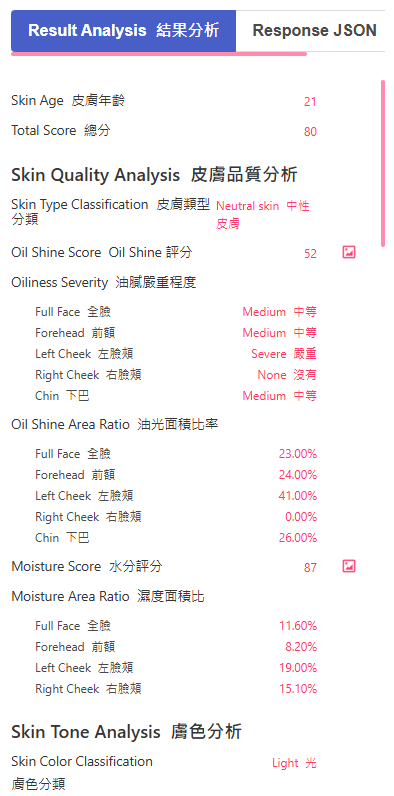 Result Analysis 結果分析 Response JSON
Skin Age 皮膚年齡 21
Total Score 總分 80
Skin Quality Analysis 皮膚品質分析
Skin Type Classification 皮膚類型分類 Neutral skin 中性皮膚
Oil Shine Score Oil Shine 評分 52
Oiliness Severity 油膩嚴重程度
Full Face 全臉 Medium 中等
Forehead 前額 Medium 中等
Left Cheek 左臉頰 Severe 嚴重
Right Cheek 右臉頰 None 沒有
Chin 下巴 Medium 中等
Oil Shine Area Ratio 油光面積比率
Full Face 全臉 23.00%
Forehead 前額 24.00%
Left Cheek 左臉頰 41.00%
Right Cheek 右臉頰 0.00%
Chin 下巴 26.00%
Moisture Score 水分評分 87
Moisture Area Ratio 濕度面積比
Full Face 全臉 11.60%
Forehead 前額 8.20%
Left Cheek 左臉頰 19.00%
Right Cheek 右臉頰 15.10%
Skin Tone Analysis 膚色分析
Skin Color Classification Light 光
膚色分類